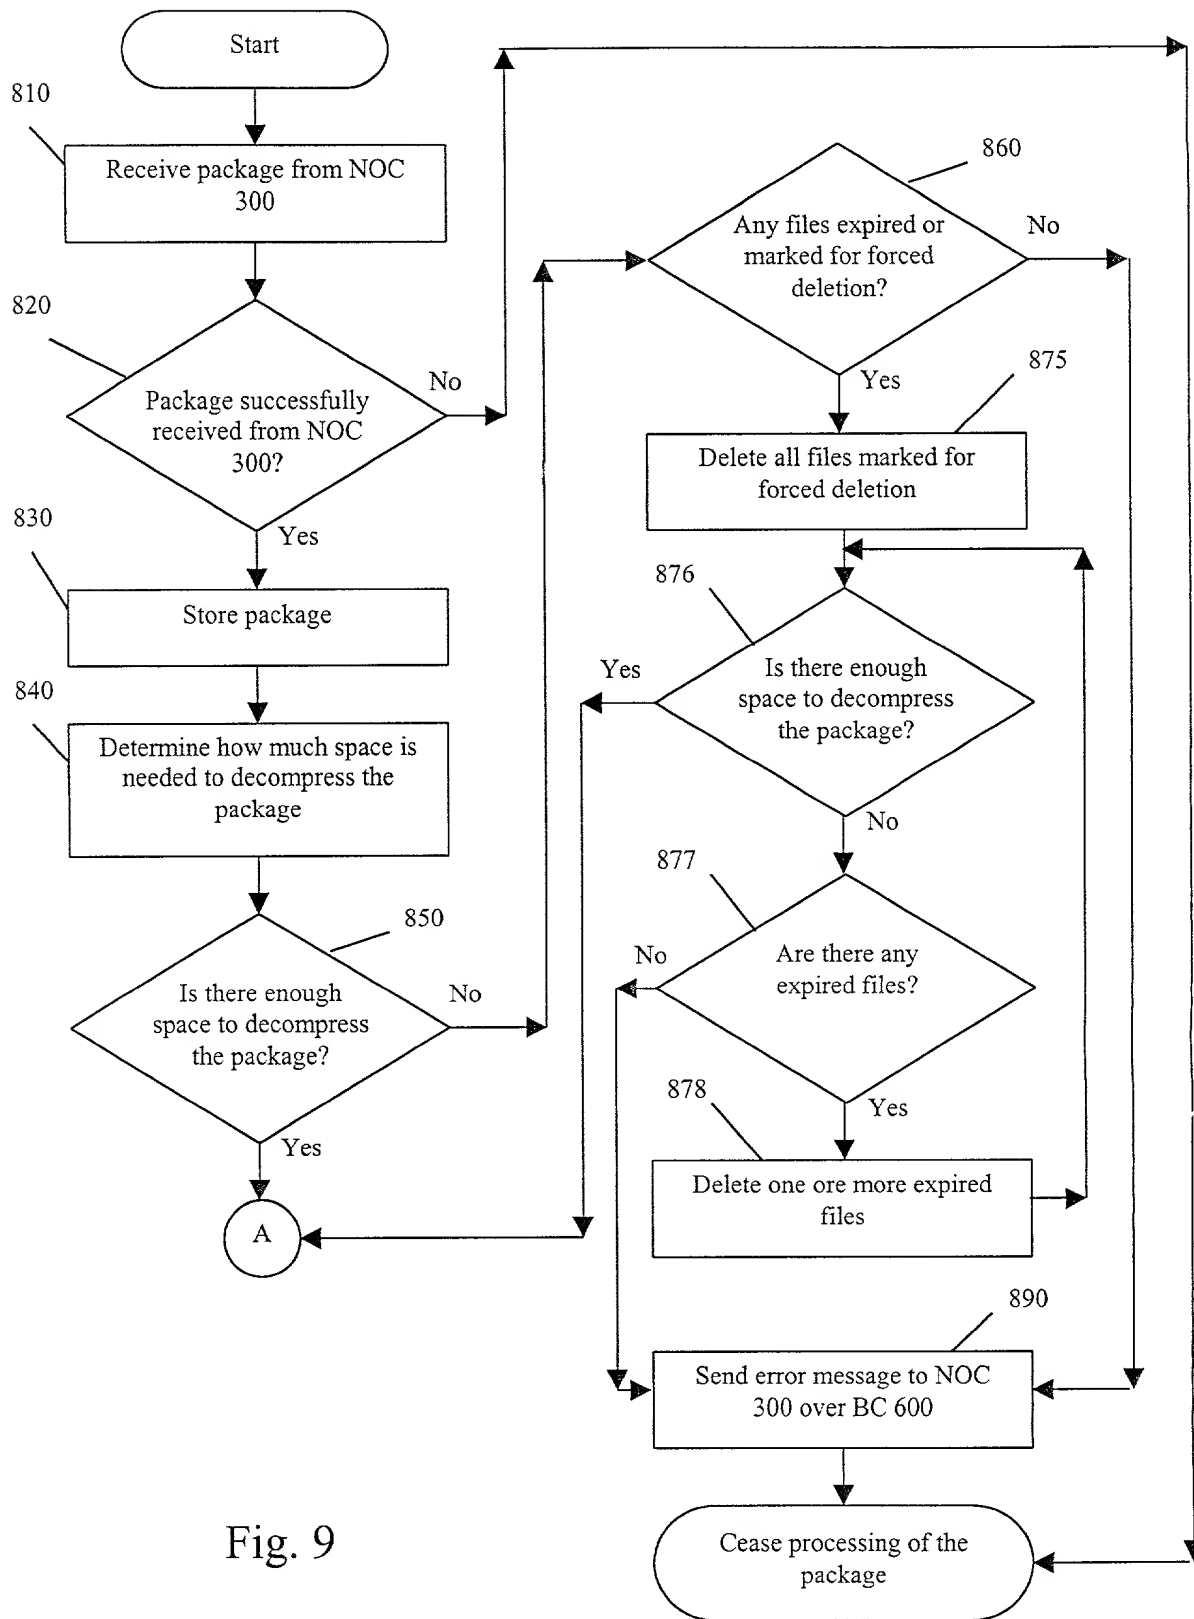 Start
810
Receive package from NOC
300
820
Package successfully
received from NOC
300?
No
Yes
830
Store package
840
Determine how much space is
needed to decompress the
package
850
Is there enough
space to decompress
the package?
No
Yes
A
860
Any files expired or
marked for forced
deletion?
No
Yes
875
Delete all files marked for
forced deletion
876
Is there enough
space to decompress
the package?
Yes
No
877
Are there any
expired files?
No
Yes
878
Delete one ore more expired
files
890
Send error message to NOC
300 over BC 600
Cease processing of the
package
Fig. 9